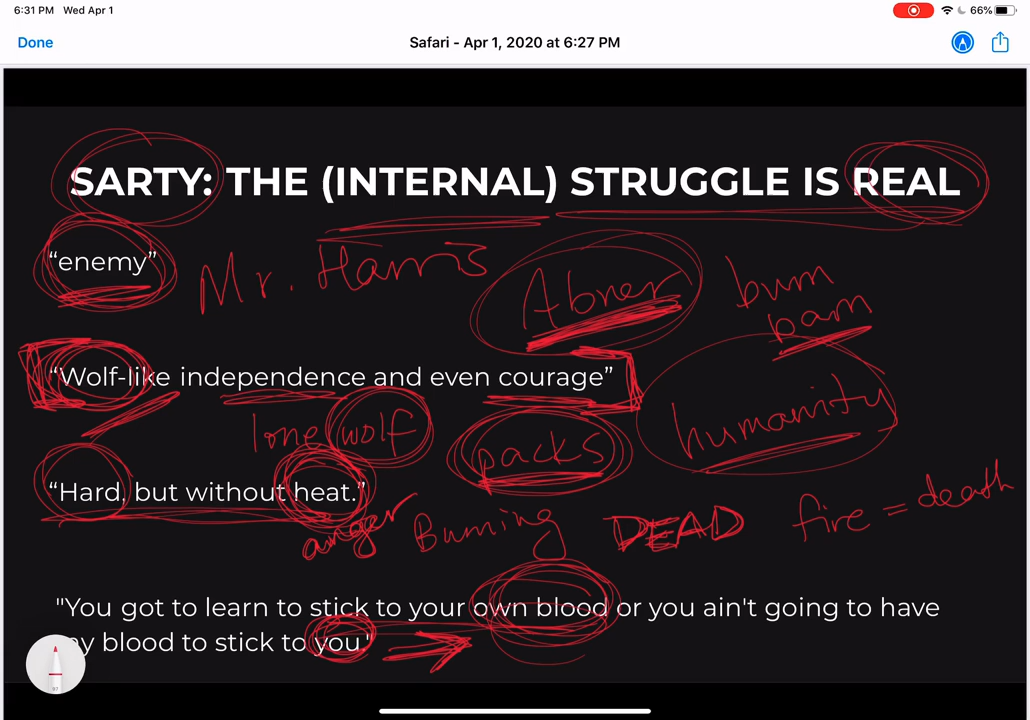 6:31 PM Wed Apr 1 66%
Done Safari - Apr 1, 2020 at 6:27 PM
SARTY: THE (INTERNAL) STRUGGLE IS REAL
“enemy” Mr. Harris Abner burn
barn
“Wolf-like independence and even courage”
lone wolf packs humanity
“Hard, but without heat.”
anger Burning DEAD fire = death
"You got to learn to stick to your own blood or you ain't going to have
blood to stick to you."